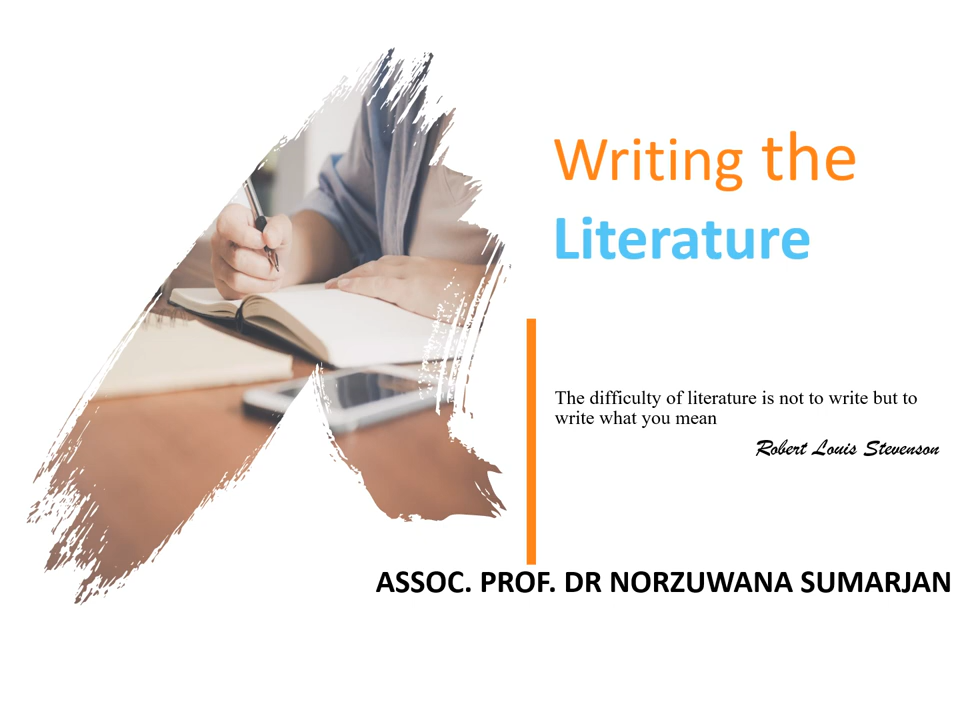 Writing the
Literature
The difficulty of literature is not to write but to
write what you mean
Robert Louis Stevenson
ASSOC. PROF. DR NORZUWANA SUMARJAN